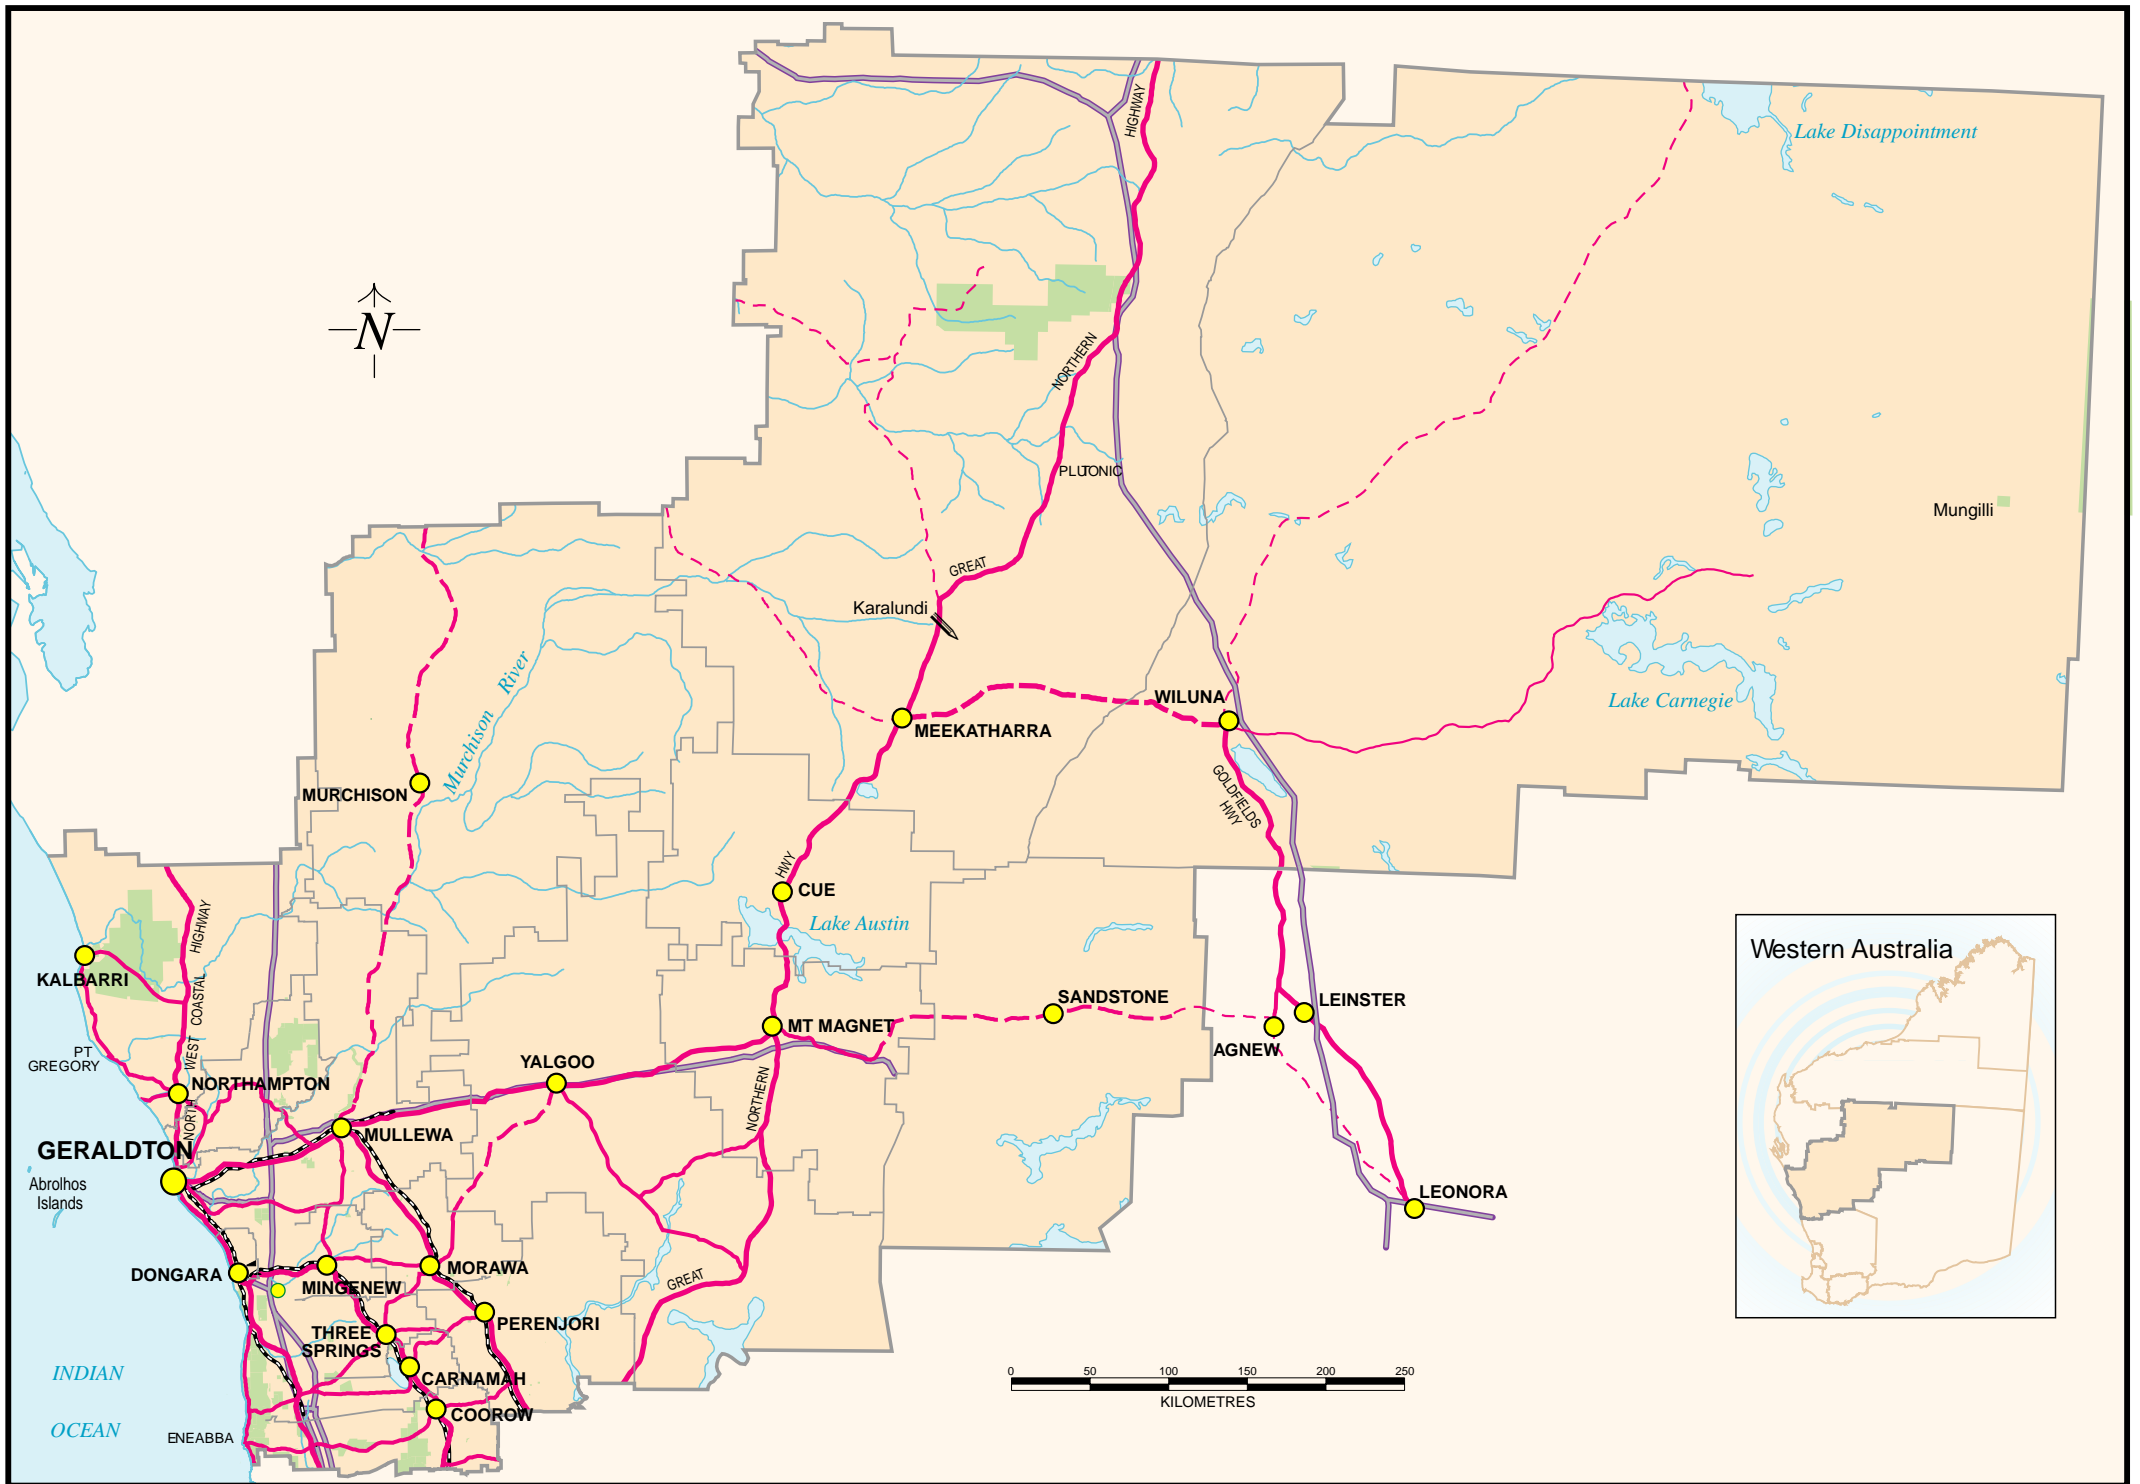 HIGHWAY
Lake Disappointment
N
NORTHERN
PLUTONIC
Mungilli
GREAT
Karalundi
Murchison River
WILUNA
Lake Carnegie
MEEKATHARRA
MURCHISON
GOLDFIELDS
HWY
HWY
CUE
Lake Austin
HIGHWAY
COASTAL
WEST
NORTH
KALBARRI
Western Australia
SANDSTONE
LEINSTER
MT MAGNET
AGNEW
PT
GREGORY
YALGOO
NORTHAMPTON
NORTHERN
MULLEWA
GERALDTON
Abrolhos
Islands
LEONORA
DONGARA
MINGENEW
MORAWA
GREAT
PERENJORI
THREE
SPRINGS
CARNAMAH
INDIAN
OCEAN
COOROW
ENEABBA
0 50 100 150 200 250
KILOMETRES